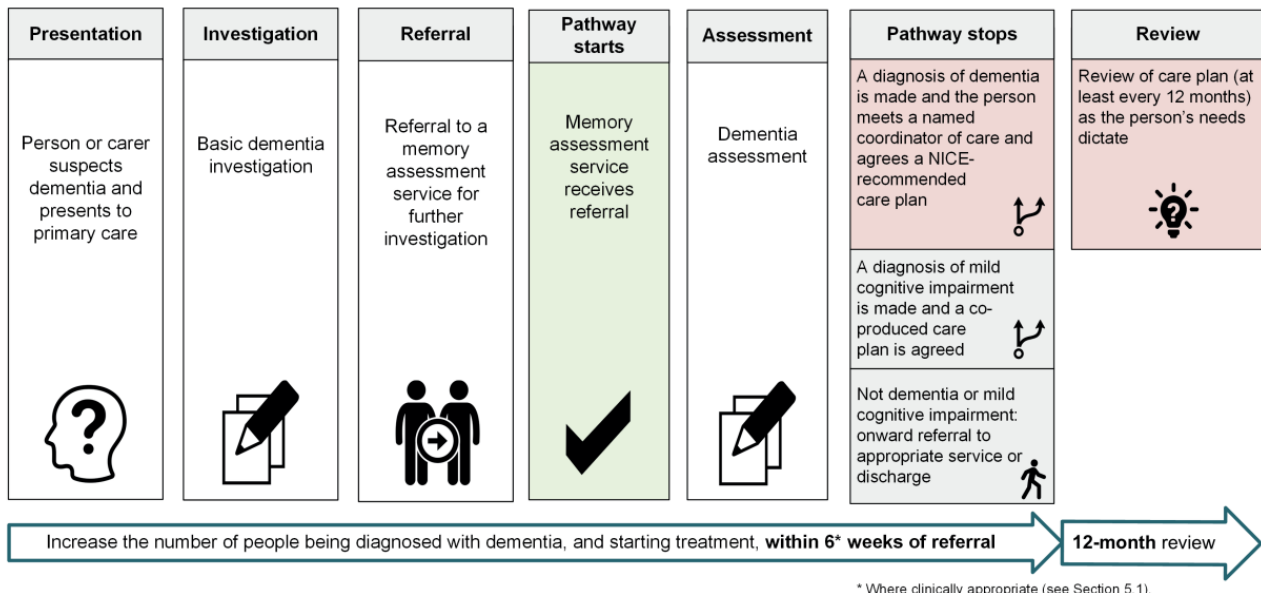 Presentation
Person or carer
suspects
dementia and
presents to
primary care
Investigation
Basic dementia
investigation
Referral
Referral to a
memory
assessment
service for
further
investigation
Pathway
starts
Memory
assessment
service
receives
referral
Assessment
Dementia
assessment
Pathway stops
A diagnosis of dementia
is made and the person
meets a named
coordinator of care and
agrees a NICE-
recommended
care plan
A diagnosis of mild
cognitive impairment
is made and a co-
produced care
plan is agreed
Not dementia or mild
cognitive impairment:
onward referral to
appropriate service or
discharge
Review
Review of care plan (at
least every 12 months)
as the person's needs
dictate
Increase the number of people being diagnosed with dementia, and starting treatment, within 6* weeks of referral
12-month review
* Where clinically appropriate (see Section 5.1).